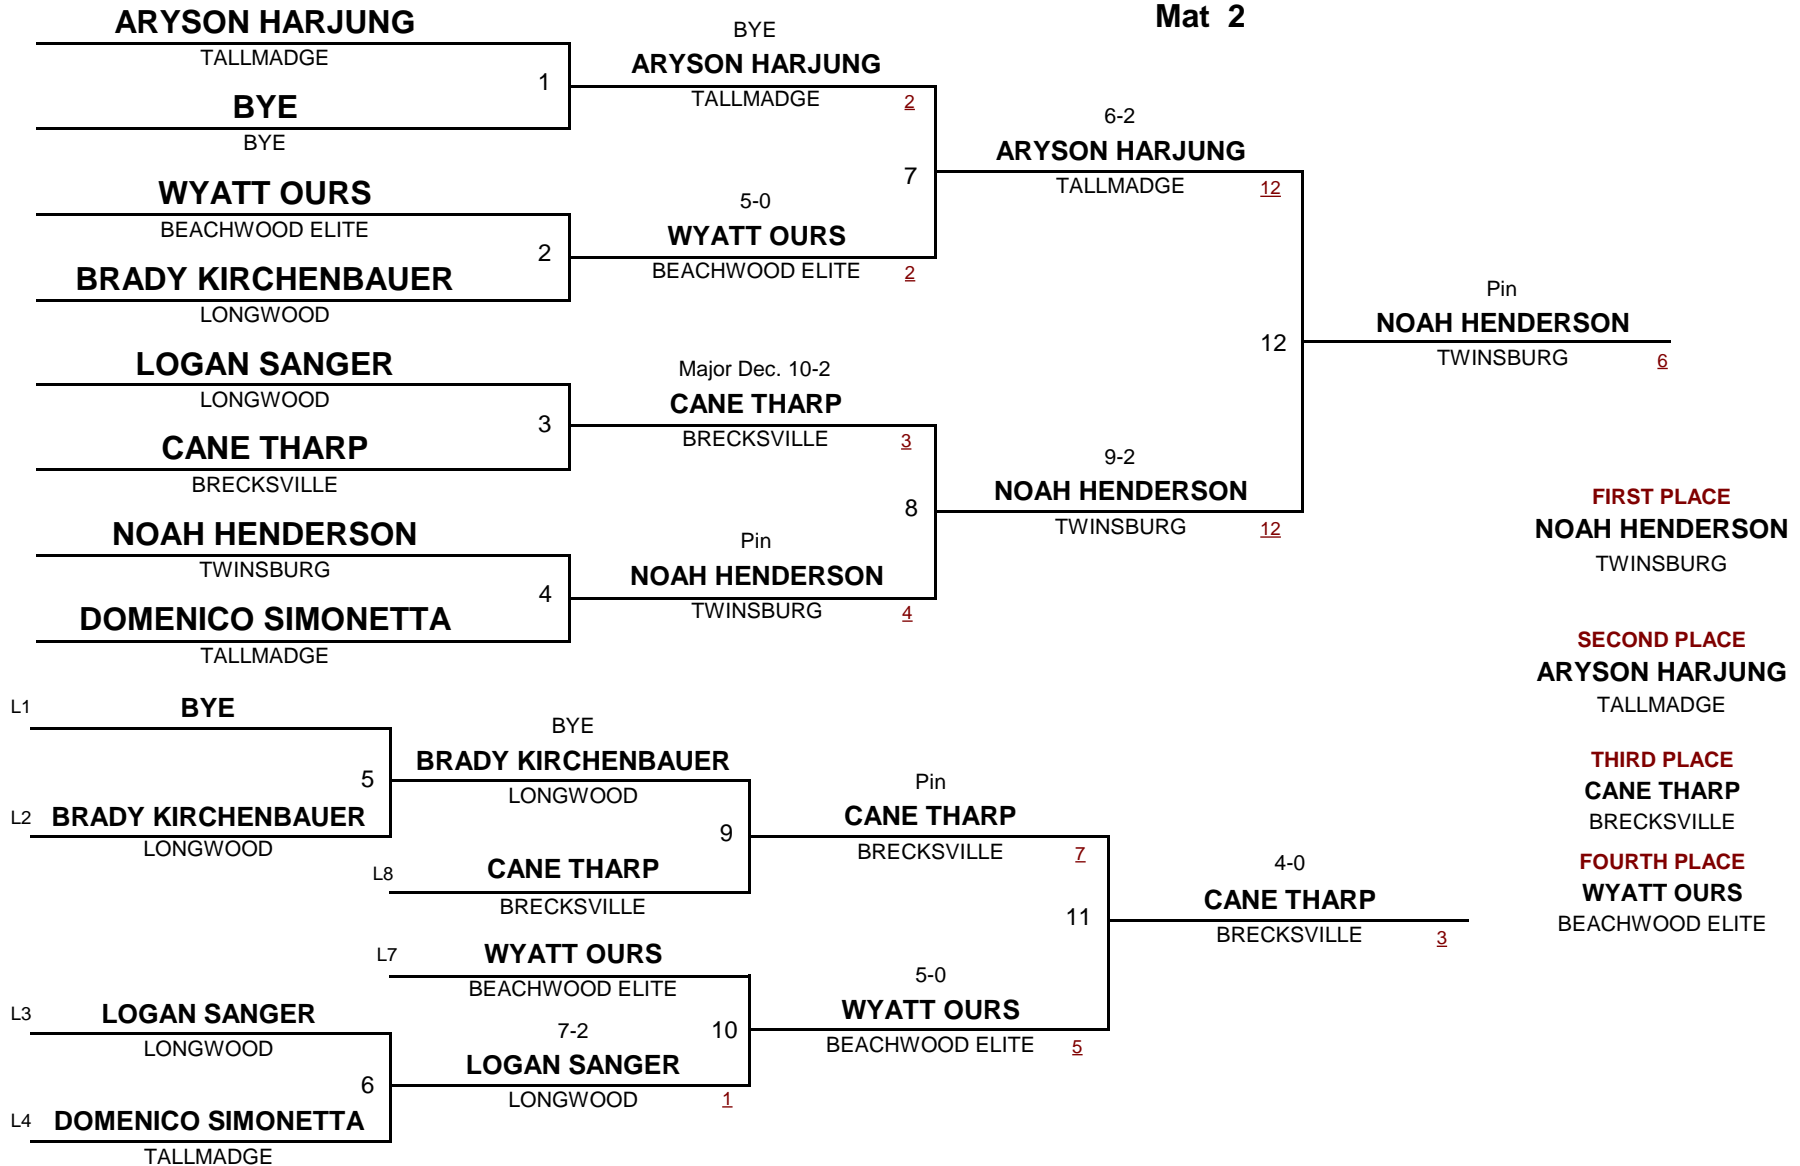 Mat 2
ARYSON HARJUNG
TALLMADGE
1
BYE
BYE
WYATT OURS
BEACHWOOD ELITE
2
BRADY KIRCHENBAUER
LONGWOOD
LOGAN SANGER
LONGWOOD
3
CANE THARP
BRECKSVILLE
NOAH HENDERSON
TWINSBURG
4
DOMENICO SIMONETTA
TALLMADGE
BYE
ARYSON HARJUNG
TALLMADGE 2
7
5-0
WYATT OURS
BEACHWOOD ELITE 2
Major Dec. 10-2
CANE THARP
BRECKSVILLE 3
8
Pin
NOAH HENDERSON
TWINSBURG 4
6-2
ARYSON HARJUNG
TALLMADGE 12
12
9-2
NOAH HENDERSON
TWINSBURG 12
Pin
NOAH HENDERSON
TWINSBURG 6
FIRST PLACE
NOAH HENDERSON
TWINSBURG
SECOND PLACE
ARYSON HARJUNG
TALLMADGE
THIRD PLACE
CANE THARP
BRECKSVILLE
FOURTH PLACE
WYATT OURS
BEACHWOOD ELITE
L1 BYE
5
L2 BRADY KIRCHENBAUER
LONGWOOD
L3 LOGAN SANGER
LONGWOOD
6
L4 DOMENICO SIMONETTA
TALLMADGE
BYE
BRADY KIRCHENBAUER
LONGWOOD
9
L8 CANE THARP
BRECKSVILLE
L7 WYATT OURS
BEACHWOOD ELITE
10
7-2
LOGAN SANGER
LONGWOOD 1
Pin
CANE THARP
BRECKSVILLE 7
11
5-0
WYATT OURS
BEACHWOOD ELITE 5
4-0
CANE THARP
BRECKSVILLE 3